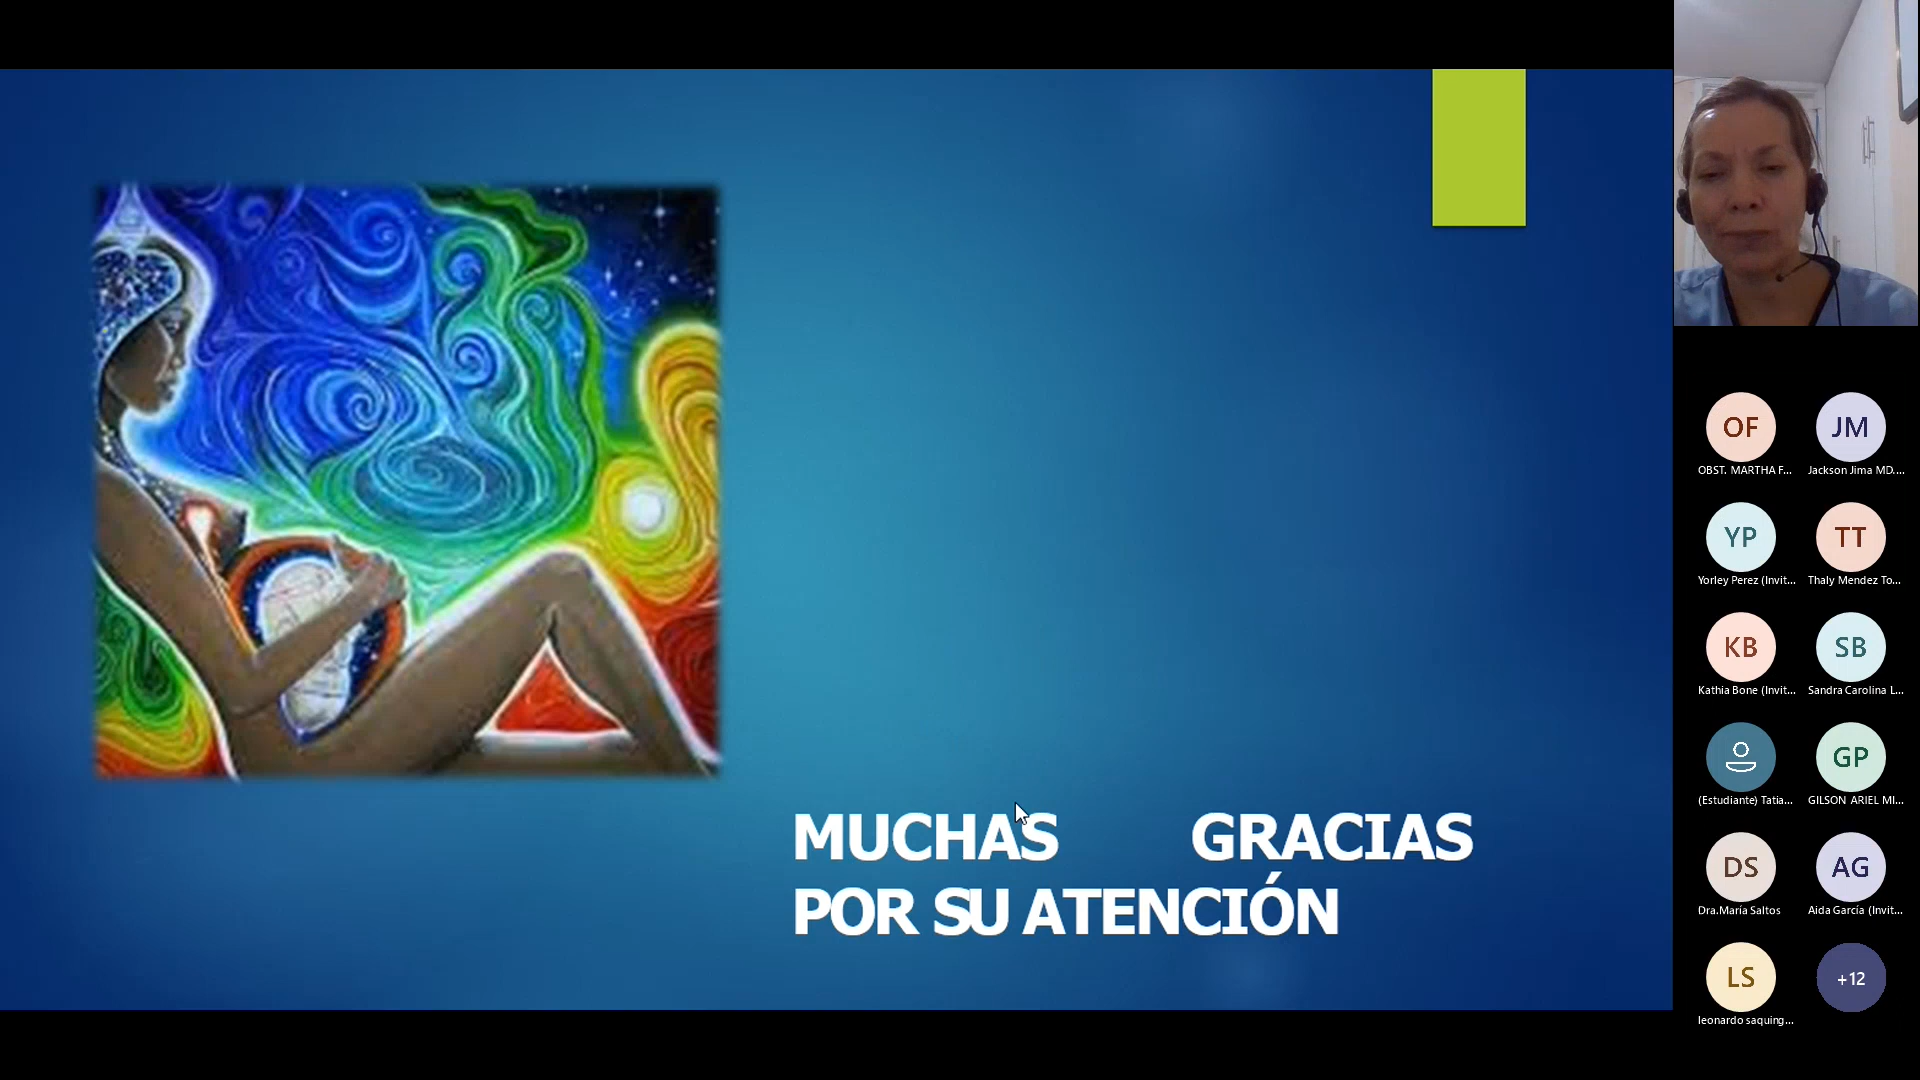 MUCHAS GRACIAS
POR SU ATENCIÓN
OF
JM
OBST. MARTHA F...
Jackson Jima MD....
YP
TT
Yorley Perez (Invit...
Thaly Mendez To...
KB
SB
Kathia Bone (Invit...
Sandra Carolina L...
GP
(Estudiante) Tatia...
GILSON ARIEL MI...
DS
AG
Dra.María Saltos
Aida García (Invit...
LS
+12
leonardo saquing...